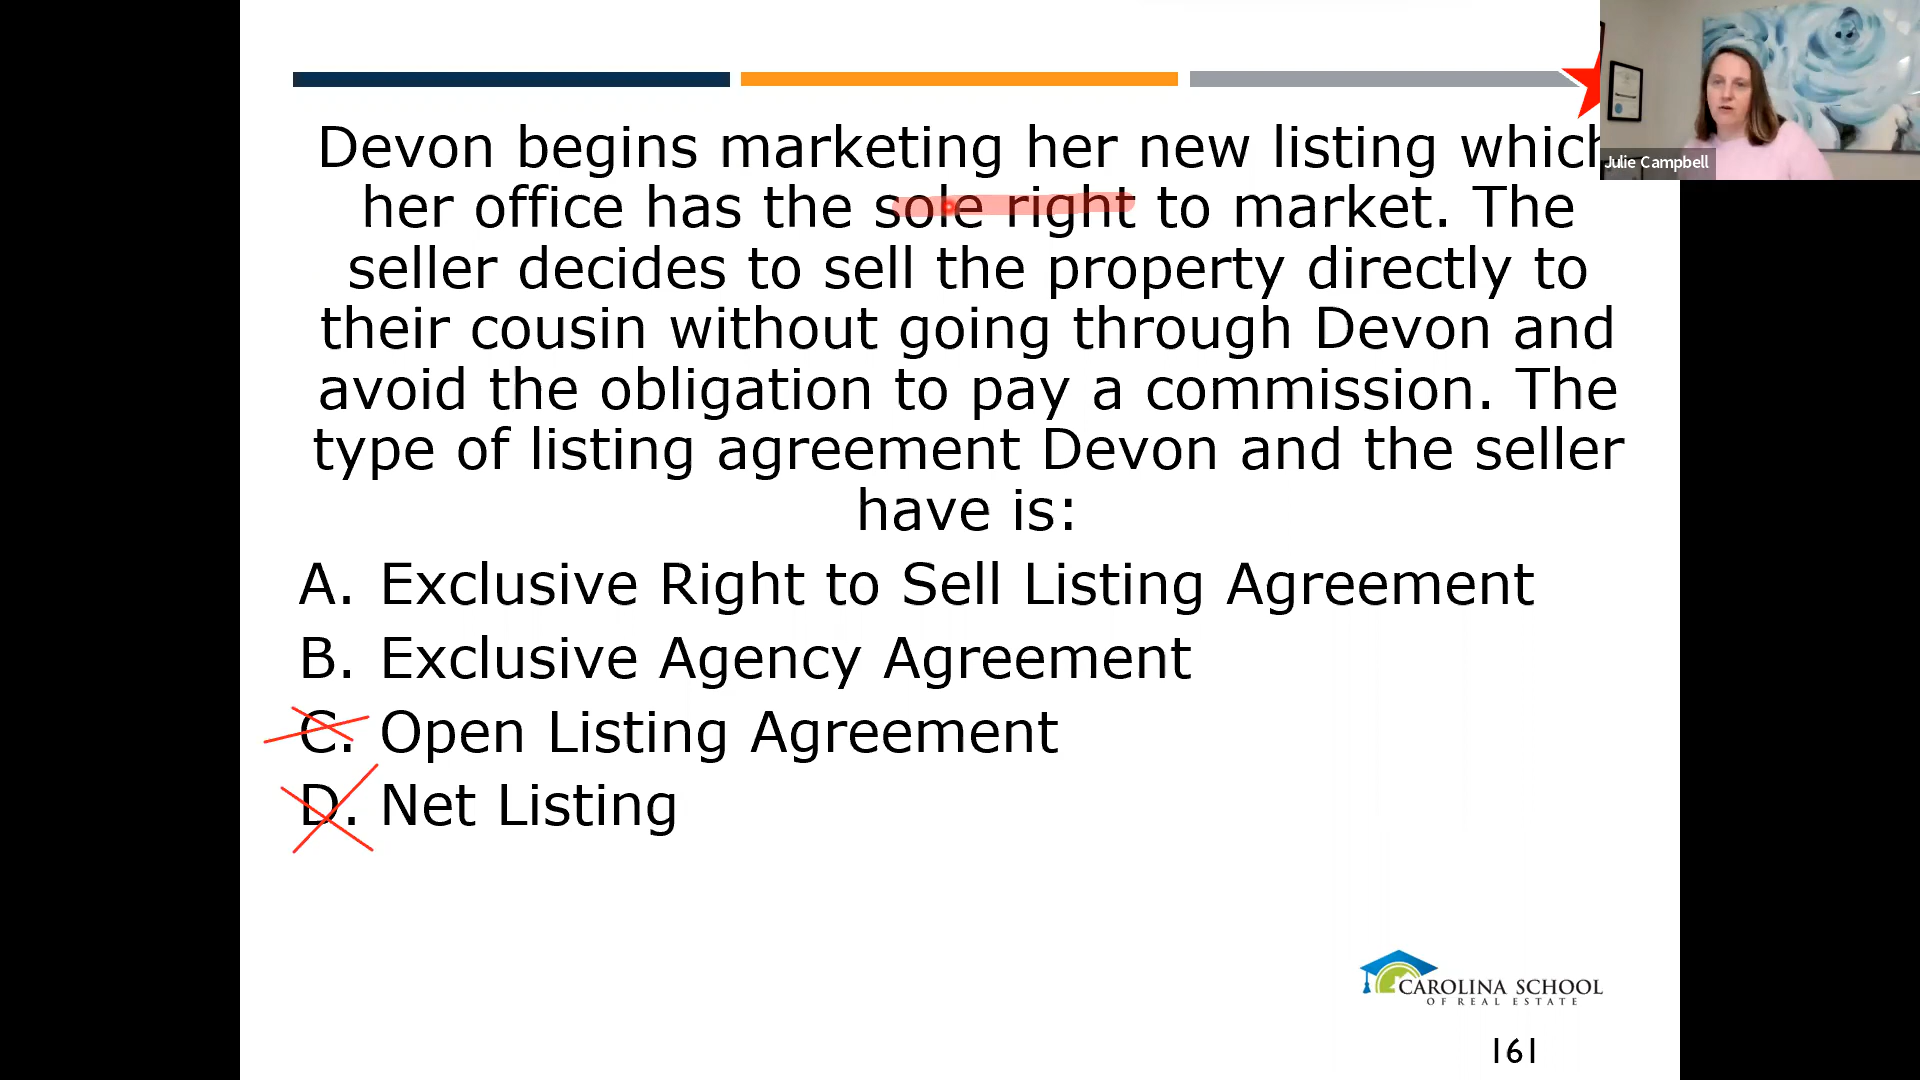 Devon begins marketing her new listing which
her office has the sole right to market. The
seller decides to sell the property directly to
their cousin without going through Devon and
avoid the obligation to pay a commission. The
type of listing agreement Devon and the seller
have is:
A. Exclusive Right to Sell Listing Agreement
B. Exclusive Agency Agreement
C. Open Listing Agreement
D. Net Listing
Julie Campbell
CAROLINA SCHOOL
OF REAL ESTATE
161